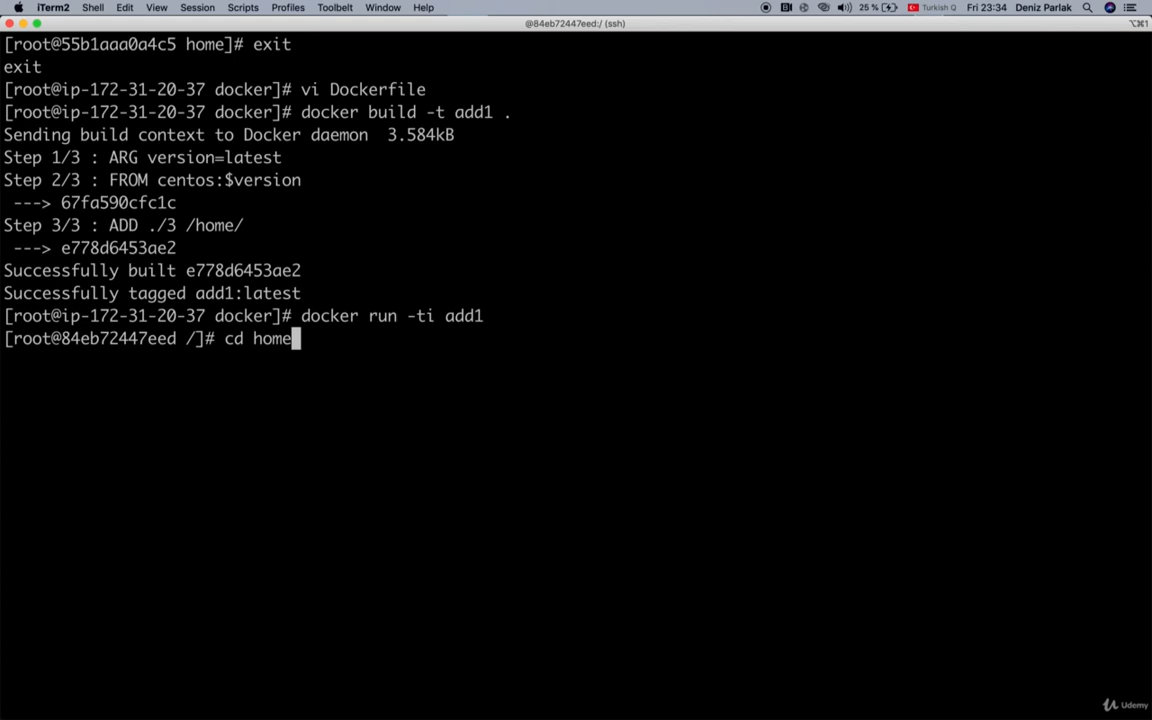 iTerm2 Shell Edit View Session Scripts Profiles Toolbelt Window Help 25 % Turkish Q Fri 23:34 Deniz Parlak
@84eb72447eed:/ (ssh) ⌥⌘1
[root@55b1aaa0a4c5 home]# exit
exit
[root@ip-172-31-20-37 docker]# vi Dockerfile
[root@ip-172-31-20-37 docker]# docker build -t add1 .
Sending build context to Docker daemon  3.584kB
Step 1/3 : ARG version=latest
Step 2/3 : FROM centos:$version
 ---> 67fa590cfc1c
Step 3/3 : ADD ./3 /home/
 ---> e778d6453ae2
Successfully built e778d6453ae2
Successfully tagged add1:latest
[root@ip-172-31-20-37 docker]# docker run -ti add1
[root@84eb72447eed /]# cd home
Udemy